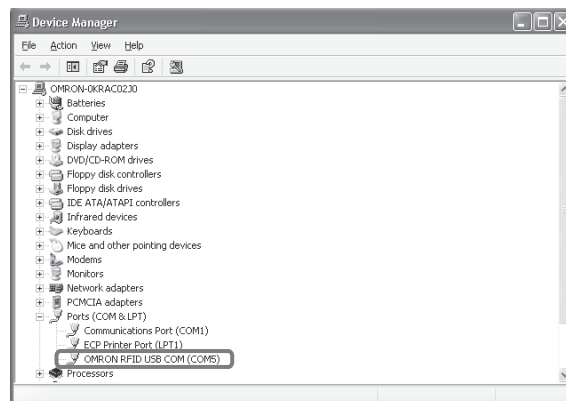 Device Manager
File Action View Help
OMRON-0KRAC02J0
Batteries
Computer
Disk drives
Display adapters
DVD/CD-ROM drives
Floppy disk controllers
Floppy disk drives
IDE ATA/ATAPI controllers
Infrared devices
Keyboards
Mice and other pointing devices
Modems
Monitors
Network adapters
PCMCIA adapters
Ports (COM & LPT)
Communications Port (COM1)
ECP Printer Port (LPT1)
OMRON RFID USB COM (COM5)
Processors